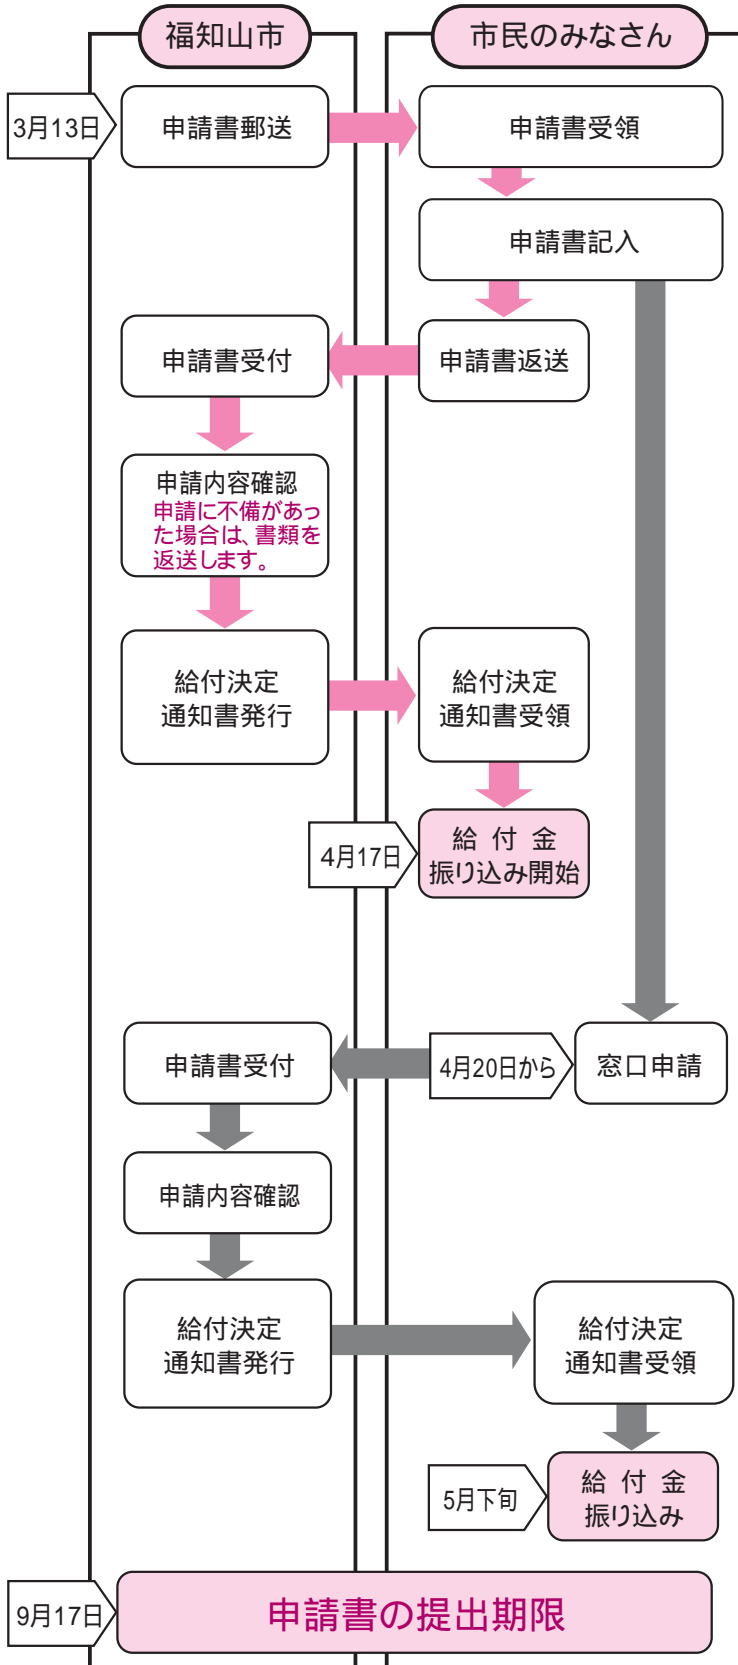 福知山市
市民のみなさん
3月13日
申請書郵送
申請書受領
申請書記入
申請書返送
申請書受付
申請内容確認
申請に不備があっ
た場合は、書類を
返送します。
給付決定
通知書発行
給付決定
通知書受領
4月17日
給付金
振り込み開始
窓口申請
4月20日から
申請書受付
申請内容確認
給付決定
通知書発行
給付決定
通知書受領
5月下旬
給付金
振り込み
9月17日
申請書の提出期限